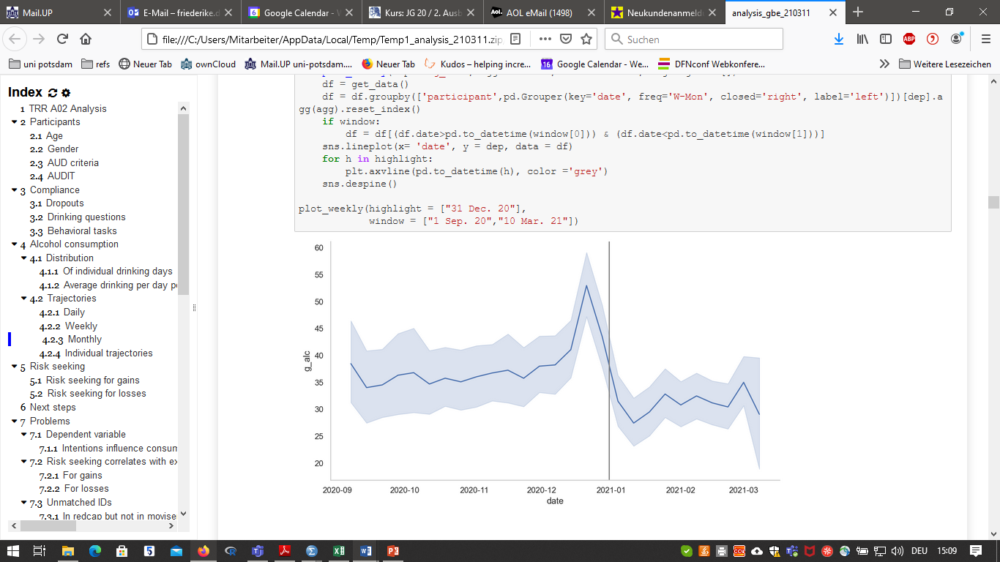 Mail.UP
E-Mail – friederike.d
Google Calendar - W
Kurs: JG 20 / 2. Ausb
AOL eMail (1498)
Neukundenanmeld
analysis_gbe_210311
file:///C:/Users/Mitarbeiter/AppData/Local/Temp/Temp1_analysis_210311.zip
Suchen
uni potsdam
refs
Neuer Tab
ownCloud
Mail.UP uni-potsdam....
Neuer Tab
Kudos – helping incre...
Google Calendar - We...
DFNconf Webkonfere...
Weitere Lesezeichen
Index
1 TRR A02 Analysis
2 Participants
2.1 Age
2.2 Gender
2.3 AUD criteria
2.4 AUDIT
3 Compliance
3.1 Dropouts
3.2 Drinking questions
3.3 Behavioral tasks
4 Alcohol consumption
4.1 Distribution
4.1.1 Of individual drinking days
4.1.2 Average drinking per day p
4.2 Trajectories
4.2.1 Daily
4.2.2 Weekly
4.2.3 Monthly
4.2.4 Individual trajectories
5 Risk seeking
5.1 Risk seeking for gains
5.2 Risk seeking for losses
6 Next steps
7 Problems
7.1 Dependent variable
7.1.1 Intentions influence consum
7.2 Risk seeking correlates with ex
7.2.1 For gains
7.2.2 For losses
7.3 Unmatched IDs
7.3.1 In redcap but not in movise
df = get_data()
df = df.groupby(['participant',pd.Grouper(key='date', freq='W-Mon', closed='right', label='left')])[dep].a
gg(agg).reset_index()
if window:
df = df[(df.date>pd.to_datetime(window[0])) & (df.date<pd.to_datetime(window[1]))]
sns.lineplot(x= 'date', y = dep, data = df)
for h in highlight:
plt.axvline(pd.to_datetime(h), color ='grey')
sns.despine()
plot_weekly(highlight = ["31 Dec. 20"],
window = ["1 Sep. 20","10 Mar. 21"])
60
55
50
45
40
35
30
25
20
g_alc
2020-09
2020-10
2020-11
2020-12
2021-01
2021-02
2021-03
date
DEU
15:09